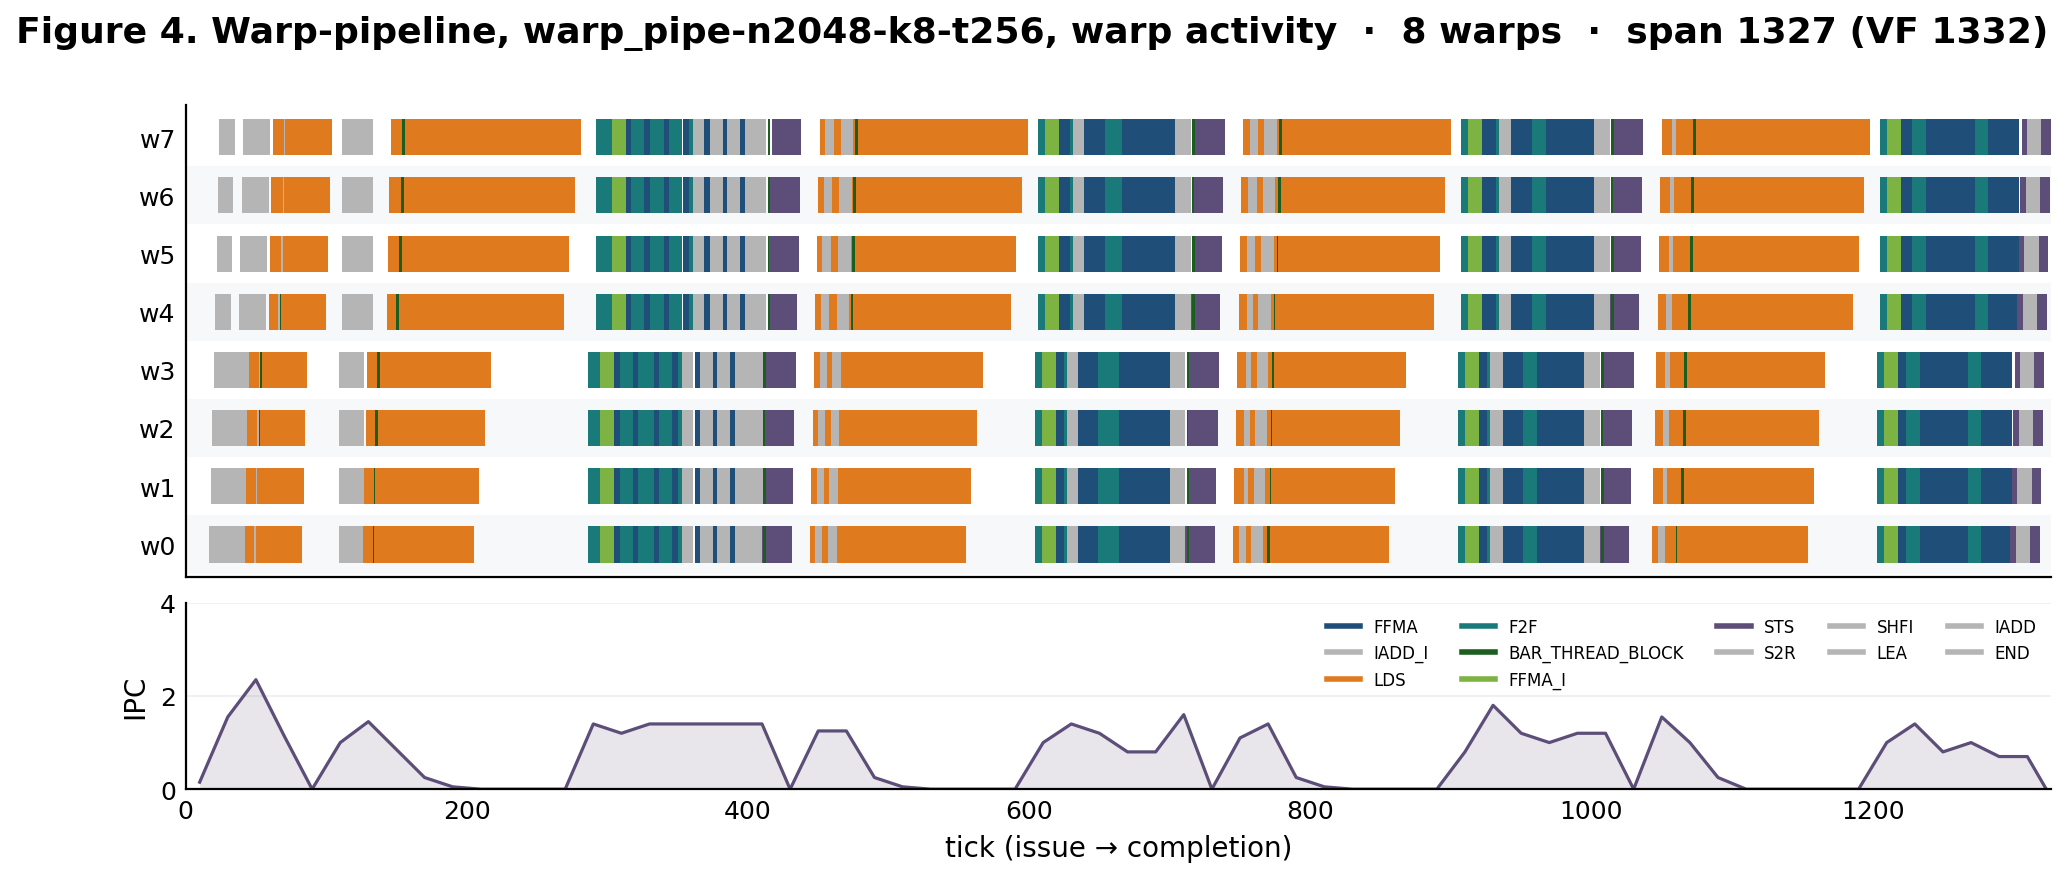 Figure 4. Warp-pipeline, warp_pipe-n2048-k8-t256, warp activity · 8 warps · span 1327 (VF 1332)
w7
w6
w5
w4
w3
w2
w1
w0
4
2
0
IPC
FFMA F2F STS SHFI IADD
IADD_I BAR_THREAD_BLOCK S2R LEA END
LDS FFMA_I
0 200 400 600 800 1000 1200
tick (issue → completion)